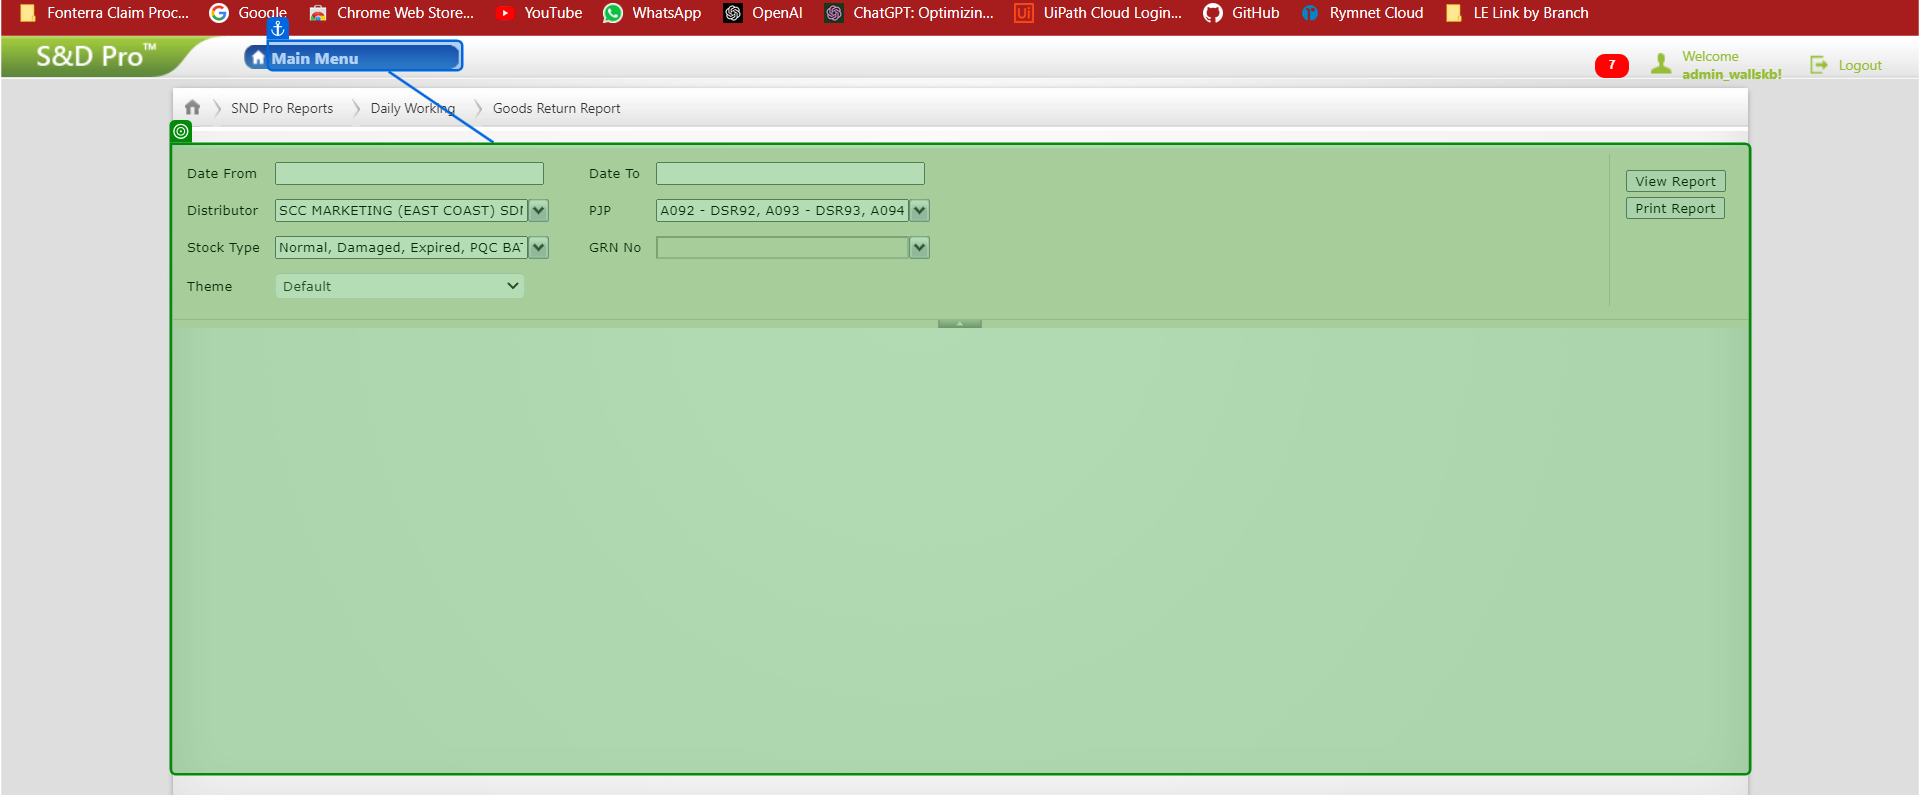 Fonterra Claim Proc... Google Chrome Web Store... YouTube WhatsApp OpenAI ChatGPT: Optimizin... UiPath Cloud Login... GitHub Rymnet Cloud LE Link by Branch
S&D Pro™ Main Menu 7 Welcome
admin_wallskb! Logout
SND Pro Reports Daily Working Goods Return Report
Date From Date To View Report
Distributor SCC MARKETING (EAST COAST) PJP A092 - DSR92, A093 - DSR93, A094 Print Report
Stock Type Normal, Damaged, Expired, PQC GRN No
Theme Default